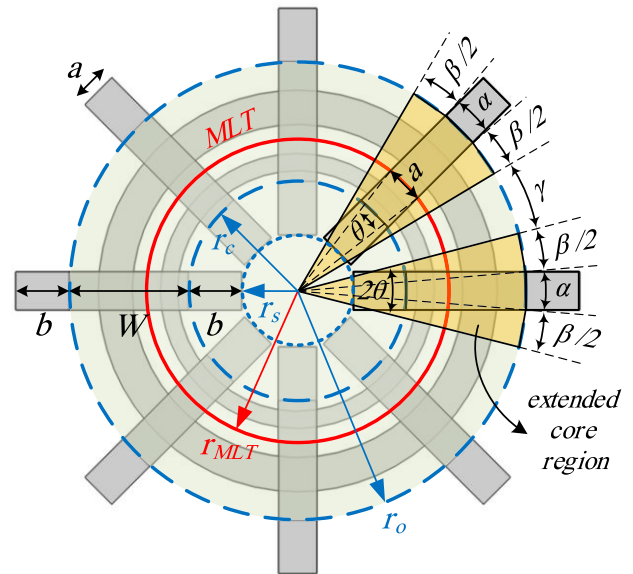 β/2
a
α
β/2
MLT
a
γ
θ
r_c
β/2
2θ
α
b
W
b
r_s
β/2
extended
core
region
r_MLT
r_o